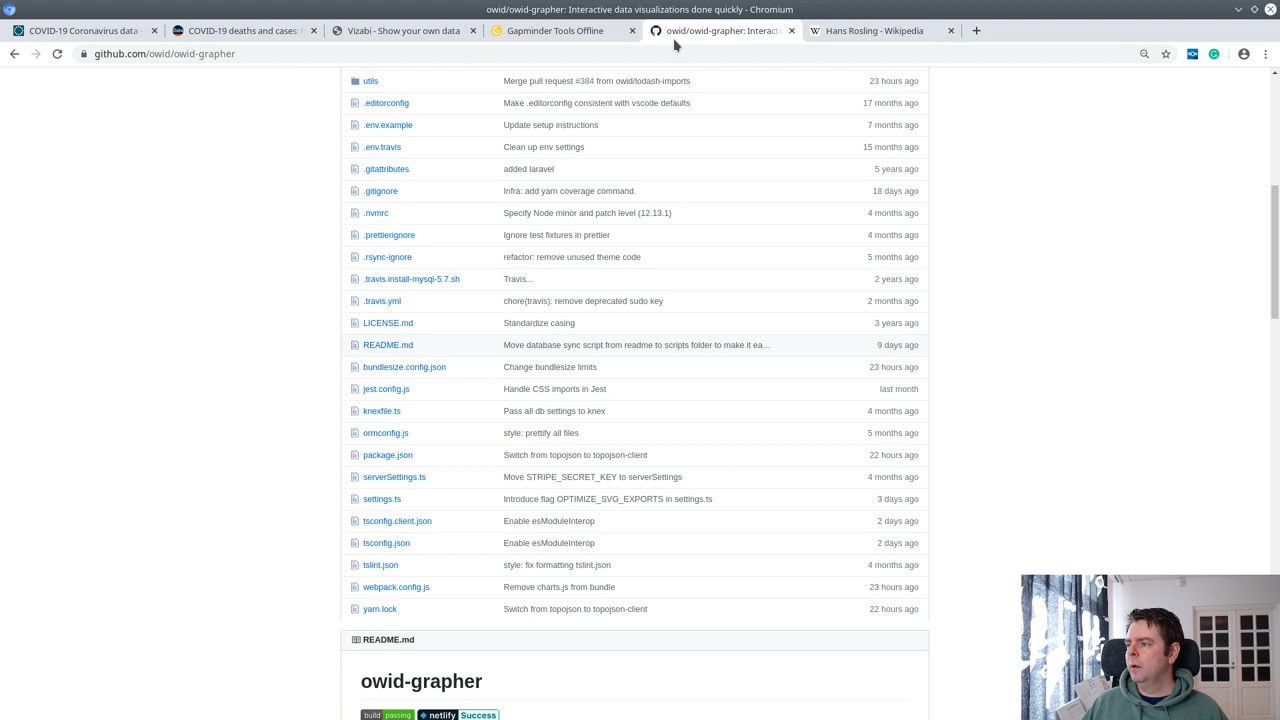 owid/owid-grapher: Interactive data visualizations done quickly - Chromium
COVID-19 Coronavirus data -
COVID-19 deaths and cases:
Vizabi - Show your own data
Gapminder Tools Offline
owid/owid-grapher: Interact
Hans Rosling - Wikipedia
github.com/owid/owid-grapher
utils Merge pull request #384 from owid/lodash-imports 23 hours ago
.editorconfig Make .editorconfig consistent with vscode defaults 17 months ago
.env.example Update setup instructions 7 months ago
.env.travis Clean up env settings 15 months ago
.gitattributes added laravel 5 years ago
.gitignore Infra: add yarn coverage command. 18 days ago
.nvmrc Specify Node minor and patch level (12.13.1) 4 months ago
.prettierignore Ignore test fixtures in prettier 4 months ago
.rsync-ignore refactor: remove unused theme code 5 months ago
.travis.install-mysql-5.7.sh Travis... 2 years ago
.travis.yml chore(travis): remove deprecated sudo key 2 months ago
LICENSE.md Standardize casing 3 years ago
README.md Move database sync script from readme to scripts folder to make it ea… 9 days ago
bundlesize.config.json Change bundlesize limits 23 hours ago
jest.config.js Handle CSS imports in Jest last month
knexfile.ts Pass all db settings to knex 4 months ago
ormconfig.js style: prettify all files 5 months ago
package.json Switch from topojson to topojson-client 22 hours ago
serverSettings.ts Move STRIPE_SECRET_KEY to serverSettings 4 months ago
settings.ts Introduce flag OPTIMIZE_SVG_EXPORTS in settings.ts 3 days ago
tsconfig.client.json Enable esModuleInterop 2 days ago
tsconfig.json Enable esModuleInterop 2 days ago
tslint.json style: fix formatting tslint.json 4 months ago
webpack.config.js Remove charts.js from bundle 23 hours ago
yarn.lock Switch from topojson to topojson-client 22 hours ago
README.md
owid-grapher
build passing netlify Success